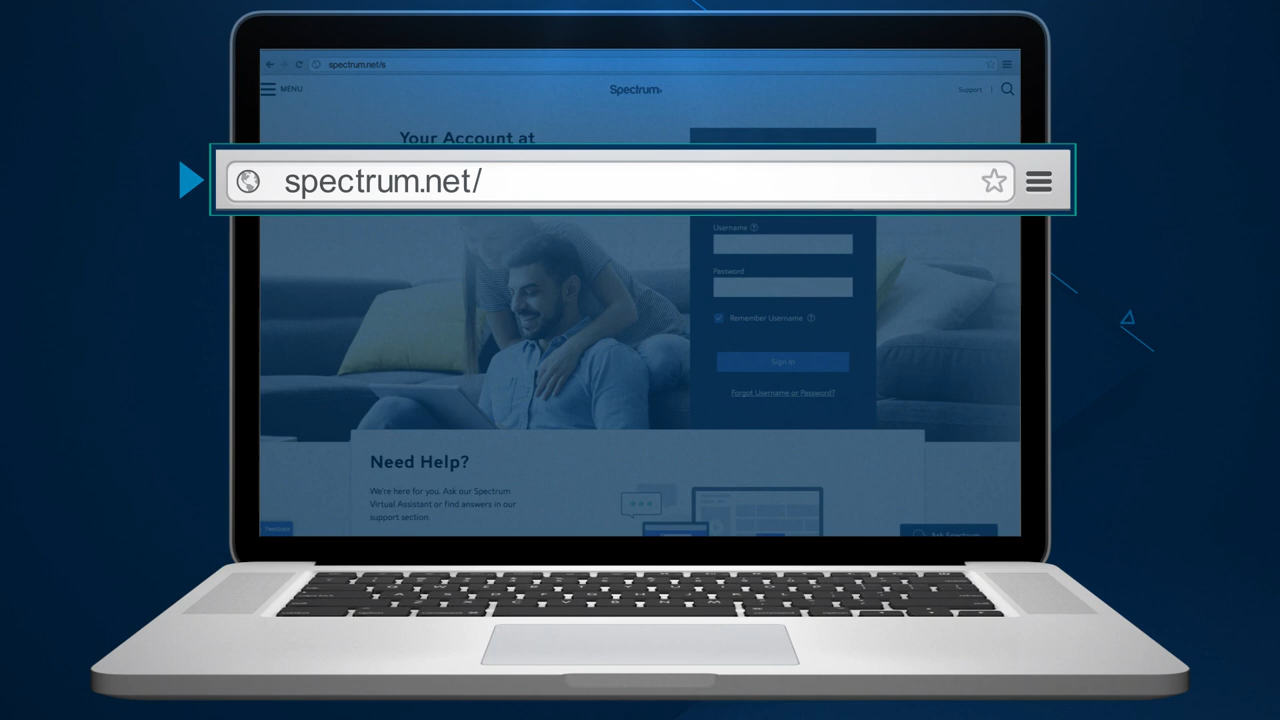 spectrum.net/s
MENU
Spectrum
Support |
Your Account at
spectrum.net/
Username
Password
Remember Username
Sign In
Forgot Username or Password?
Need Help?
We're here for you. Ask our Spectrum
Virtual Assistant or find answers in our
support section.
Feedback
Ask Spectrum